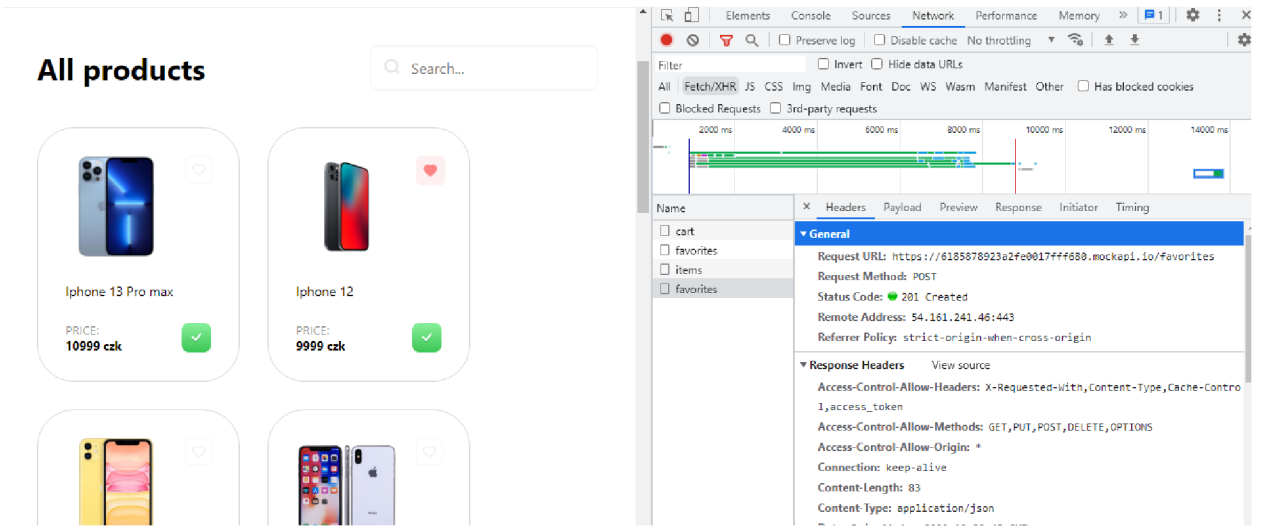 All products
Search...
Iphone 13 Pro max
PRICE:
10999 czk
Iphone 12
PRICE:
9999 czk
Elements Console Sources Network Performance Memory » 1
Preserve log Disable cache No throttling
Filter Invert Hide data URLs
All Fetch/XHR JS CSS Img Media Font Doc WS Wasm Manifest Other Has blocked cookies
Blocked Requests 3rd-party requests
2000 ms 4000 ms 6000 ms 8000 ms 10000 ms 12000 ms 14000 ms
Name
cart
favorites
items
favorites
× Headers Payload Preview Response Initiator Timing
General
Request URL: https://6185878923a2fe0017fff680.mockapi.io/favorites
Request Method: POST
Status Code: 201 Created
Remote Address: 54.161.241.46:443
Referrer Policy: strict-origin-when-cross-origin
Response Headers View source
Access-Control-Allow-Headers: X-Requested-With,Content-Type,Cache-Contro
l,access_token
Access-Control-Allow-Methods: GET,PUT,POST,DELETE,OPTIONS
Access-Control-Allow-Origin: *
Connection: keep-alive
Content-Length: 83
Content-Type: application/json